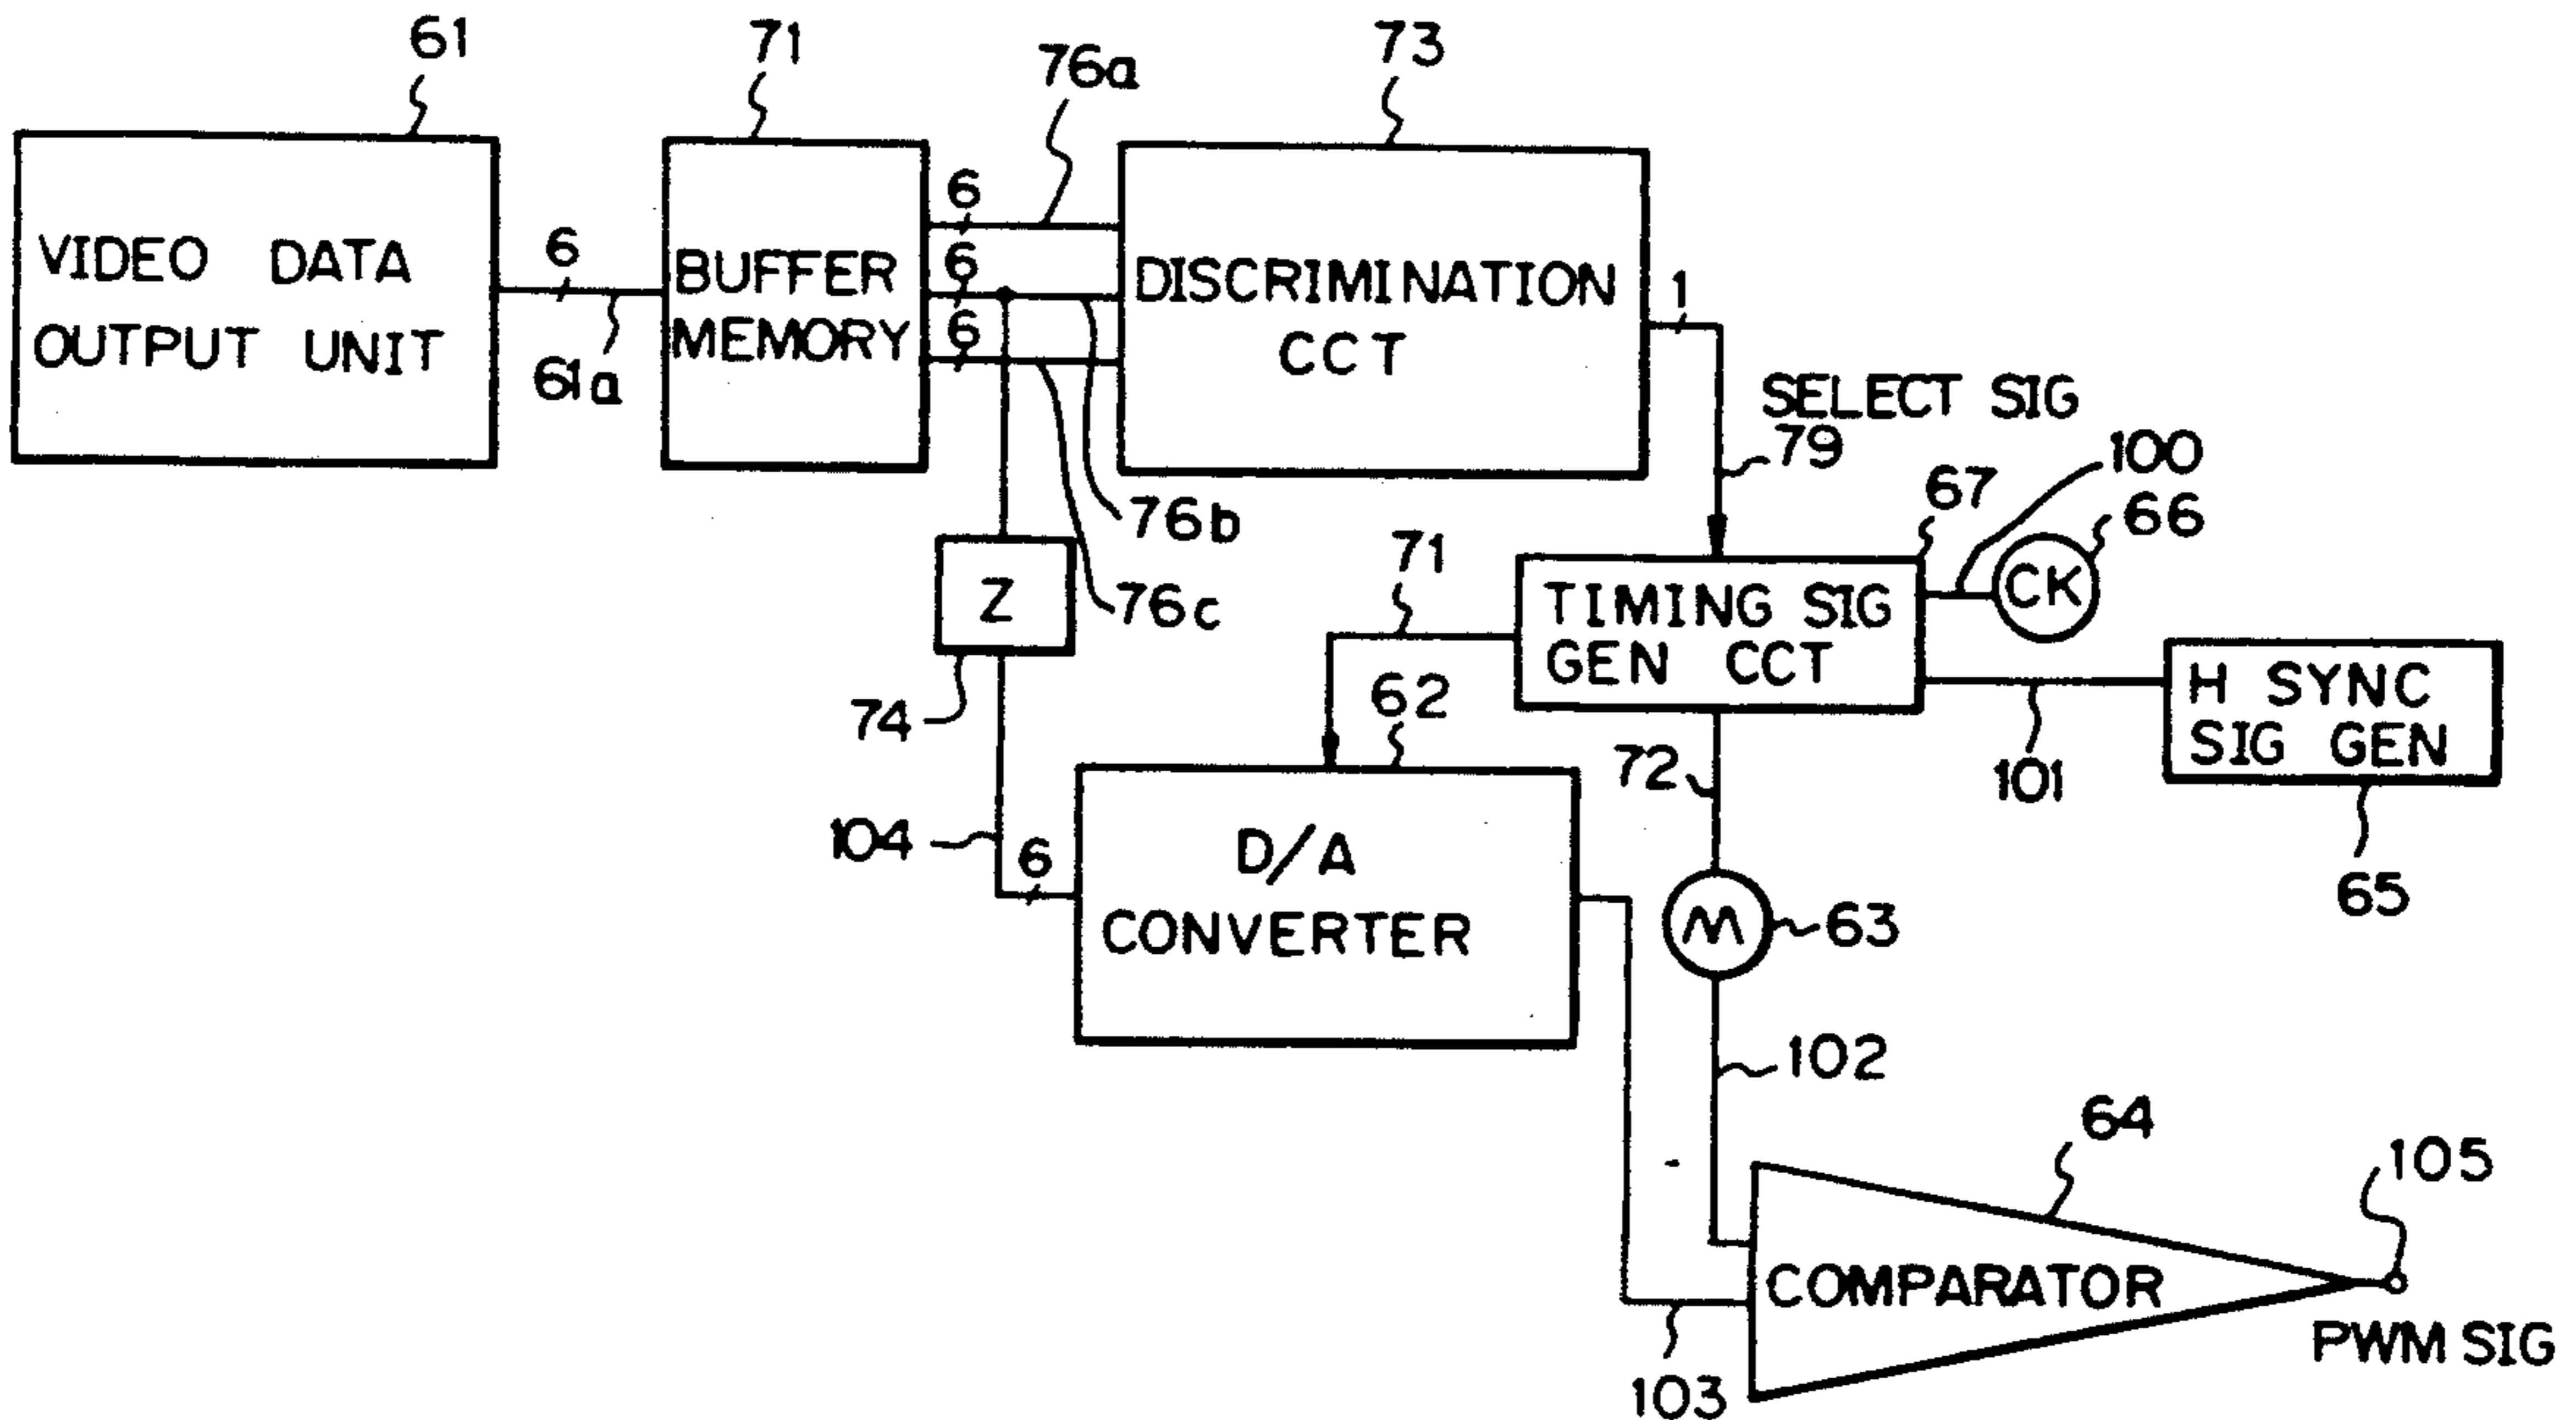 61
71
76a
73
VIDEO DATA
OUTPUT UNIT
6
61a
BUFFER
MEMORY
6
6
6
DISCRIMINATION
CCT
1
SELECT SIG
79
100
67
66
CK
76b
76c
Z
74
71
TIMING SIG
GEN CCT
H SYNC
SIG GEN
101
65
62
72
104
6
D/A
CONVERTER
63
102
64
105
COMPARATOR
PWM SIG
103